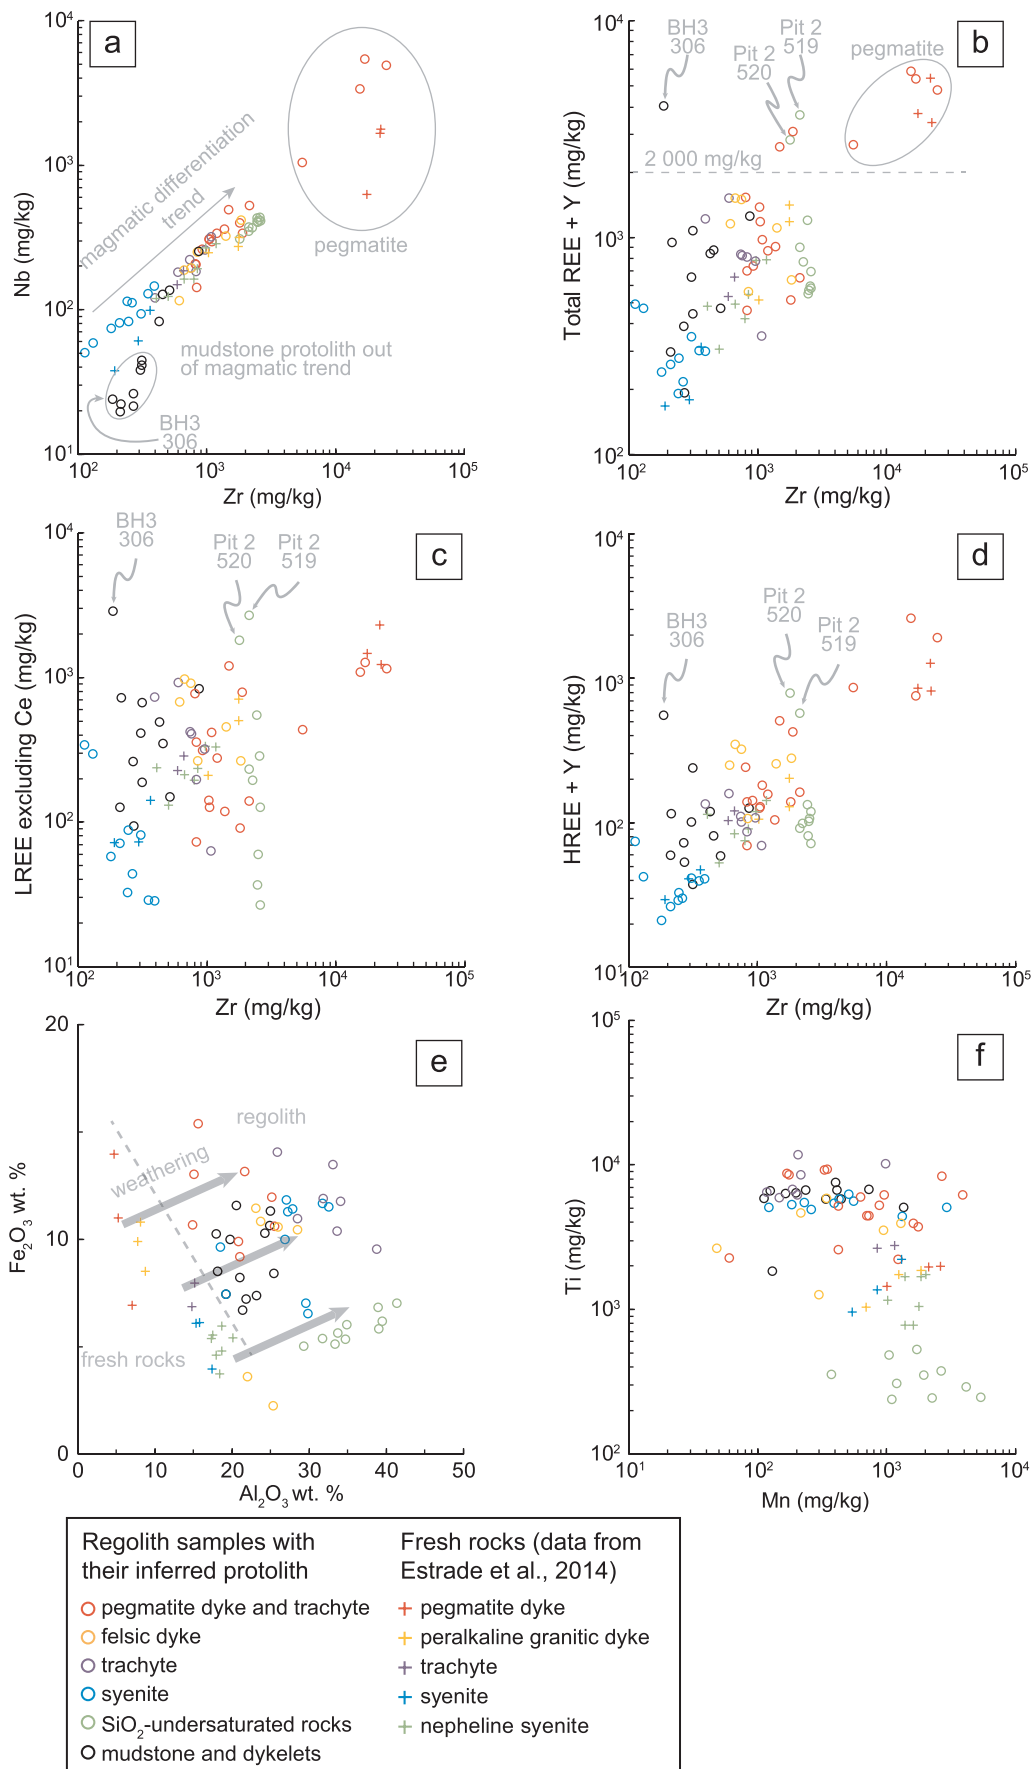 a
10⁴
10³
10²
10¹
Nb (mg/kg)
magmatic differentiation
trend
pegmatite
mudstone protolith out
of magmatic trend
BH3
306
10² 10³ 10⁴ 10⁵
Zr (mg/kg)
b
10⁴
10³
10²
Total REE + Y (mg/kg)
BH3
306
Pit 2
520
Pit 2
519
pegmatite
2 000 mg/kg
10² 10³ 10⁴ 10⁵
Zr (mg/kg)
c
10⁴
10³
10²
10¹
LREE excluding Ce (mg/kg)
BH3
306
Pit 2
520
Pit 2
519
10² 10³ 10⁴ 10⁵
Zr (mg/kg)
d
10⁴
10³
10²
10¹
HREE + Y (mg/kg)
BH3
306
Pit 2
520
Pit 2
519
10² 10³ 10⁴ 10⁵
Zr (mg/kg)
e
20
10
0
Fe₂O₃ wt. %
regolith
weathering
fresh rocks
0 10 20 30 40 50
Al₂O₃ wt. %
f
10⁵
10⁴
10³
10²
Ti (mg/kg)
10¹ 10² 10³ 10⁴
Mn (mg/kg)
Regolith samples with
their inferred protolith
pegmatite dyke and trachyte
felsic dyke
trachyte
syenite
SiO₂-undersaturated rocks
mudstone and dykelets
Fresh rocks (data from
Estrade et al., 2014)
pegmatite dyke
peralkaline granitic dyke
trachyte
syenite
nepheline syenite